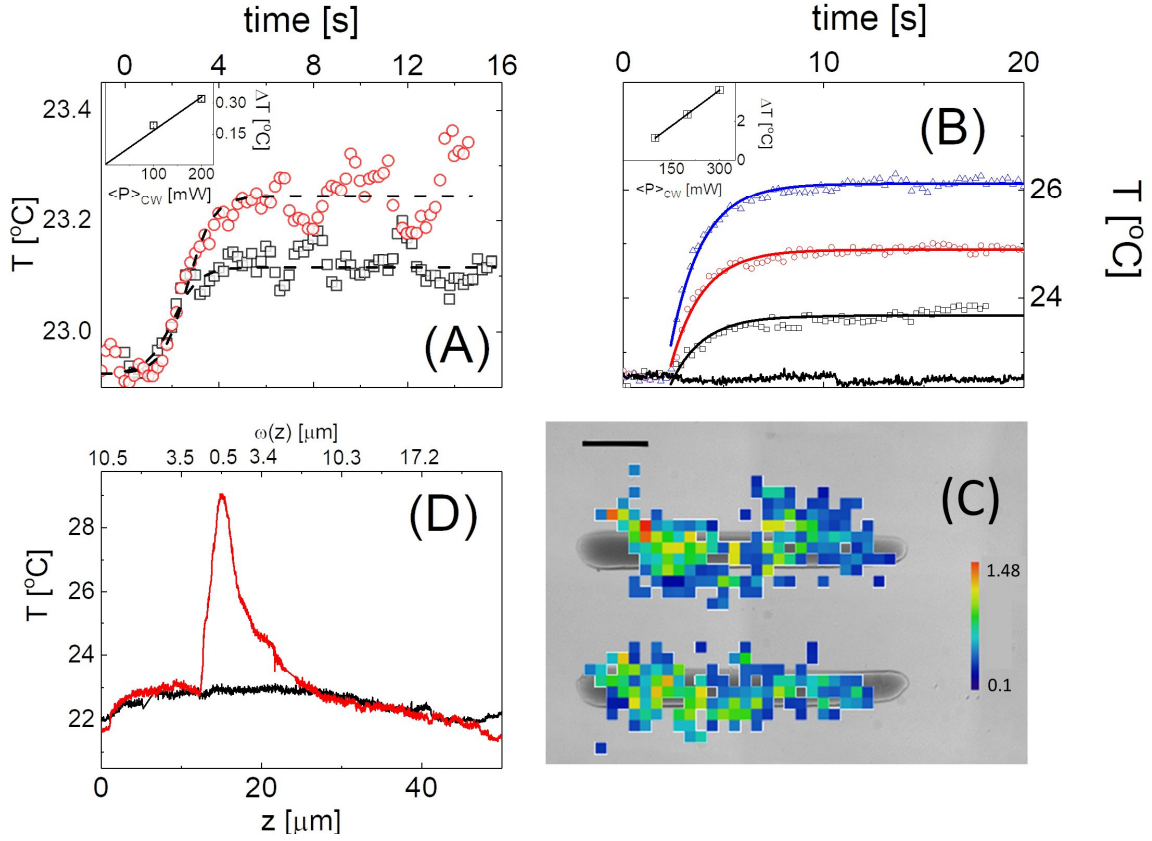 time [s]
0 4 8 12 16
T [°C]
23.4
23.2
23.0
0.30
0.15
ΔT [°C]
100 200
<P>CW [mW]
(A)
time [s]
0 10 20
T [°C]
26
24
2
0
ΔT [°C]
150 300
<P>CW [mW]
(B)
ω(z) [μm]
10.5 3.5 0.5 3.4 10.3 17.2
T [°C]
28
26
24
22
0 20 40
z [μm]
(D)
(C)
1.48
0.1